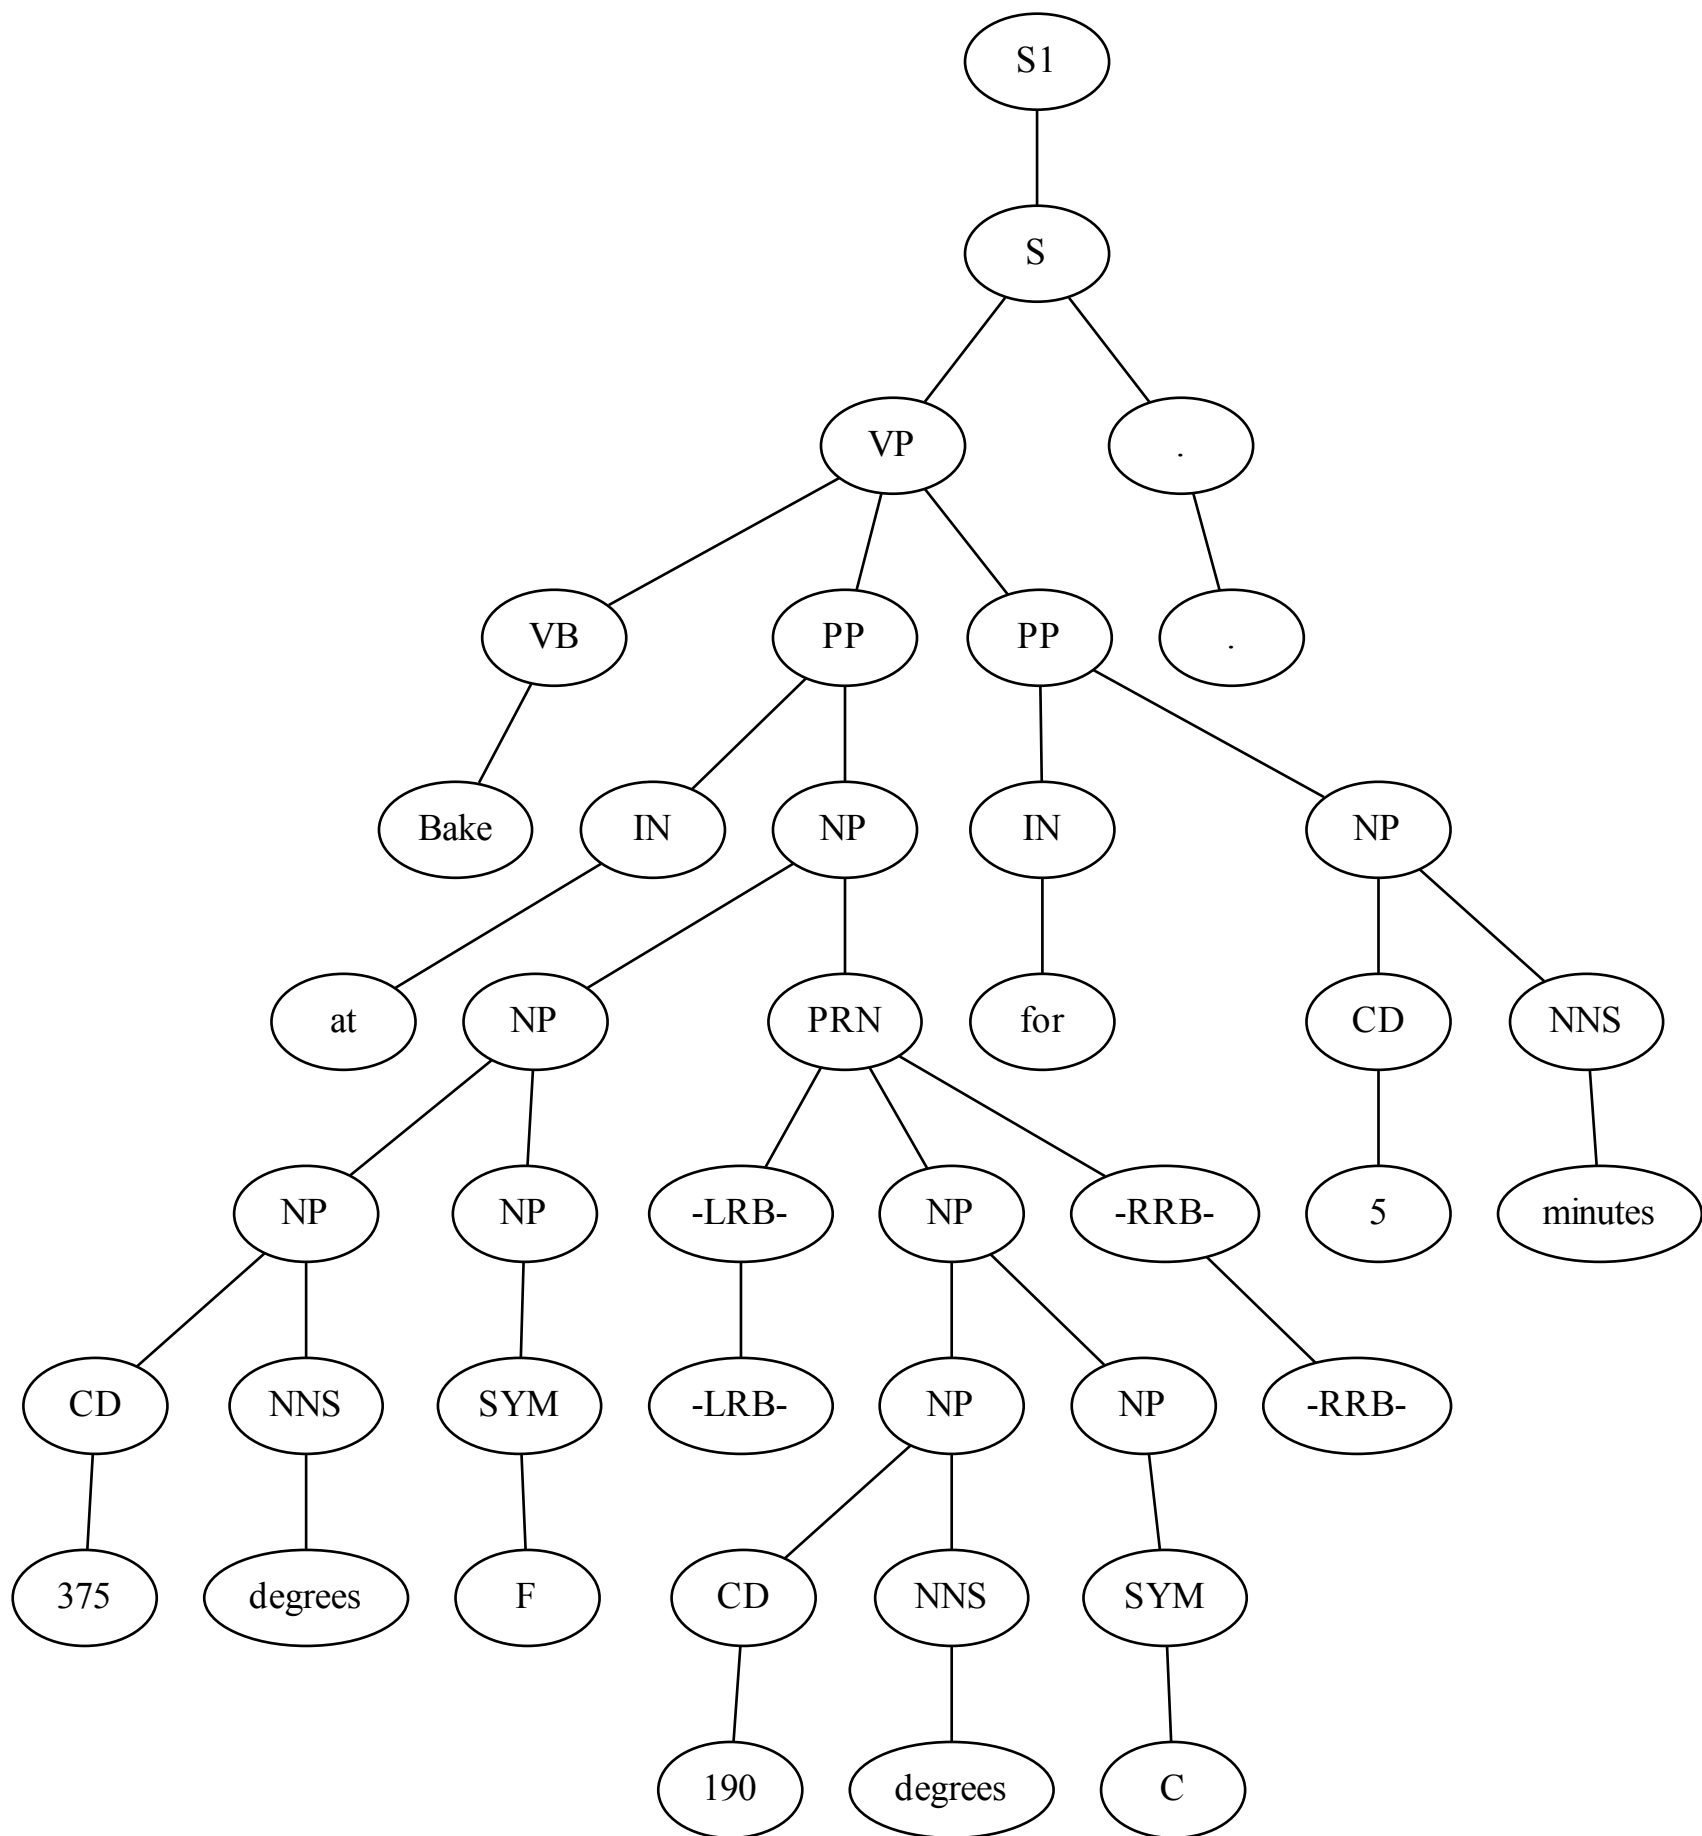 S1
S
VP .
VB PP PP .
Bake IN NP IN NP
at NP PRN for CD NNS
NP NP -LRB- NP -RRB- 5 minutes
CD NNS SYM -LRB- NP NP -RRB-
375 degrees F CD NNS SYM
190 degrees C